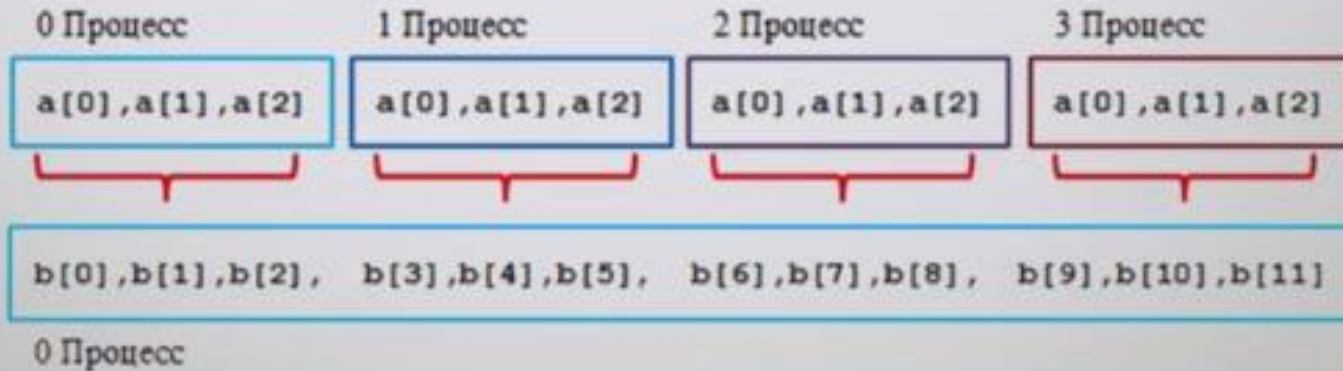 0 Процесс 1 Процесс 2 Процесс 3 Процесс
a[0],a[1],a[2] a[0],a[1],a[2] a[0],a[1],a[2] a[0],a[1],a[2]
b[0],b[1],b[2], b[3],b[4],b[5], b[6],b[7],b[8], b[9],b[10],b[11]
0 Процесс